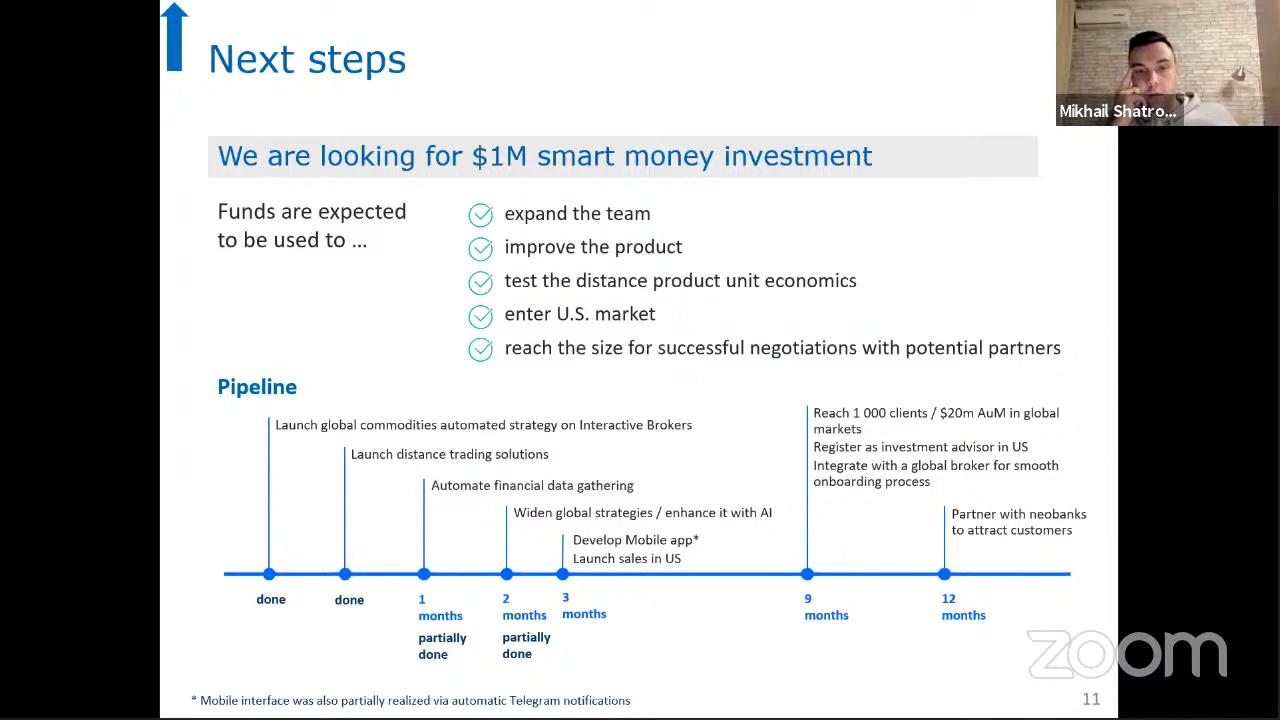 Next steps
Mikhail Shatro...
We are looking for $1M smart money investment
Funds are expected
to be used to ...
expand the team
improve the product
test the distance product unit economics
enter U.S. market
reach the size for successful negotiations with potential partners
Pipeline
Launch global commodities automated strategy on Interactive Brokers
Launch distance trading solutions
Automate financial data gathering
Widen global strategies / enhance it with AI
Develop Mobile app*
Launch sales in US
Reach 1 000 clients / $20m AuM in global
markets
Register as investment advisor in US
Integrate with a global broker for smooth
onboarding process
Partner with neobanks
to attract customers
done
done
1
months
partially
done
2
months
partially
done
3
months
9
months
12
months
zoom
* Mobile interface was also partially realized via automatic Telegram notifications
11